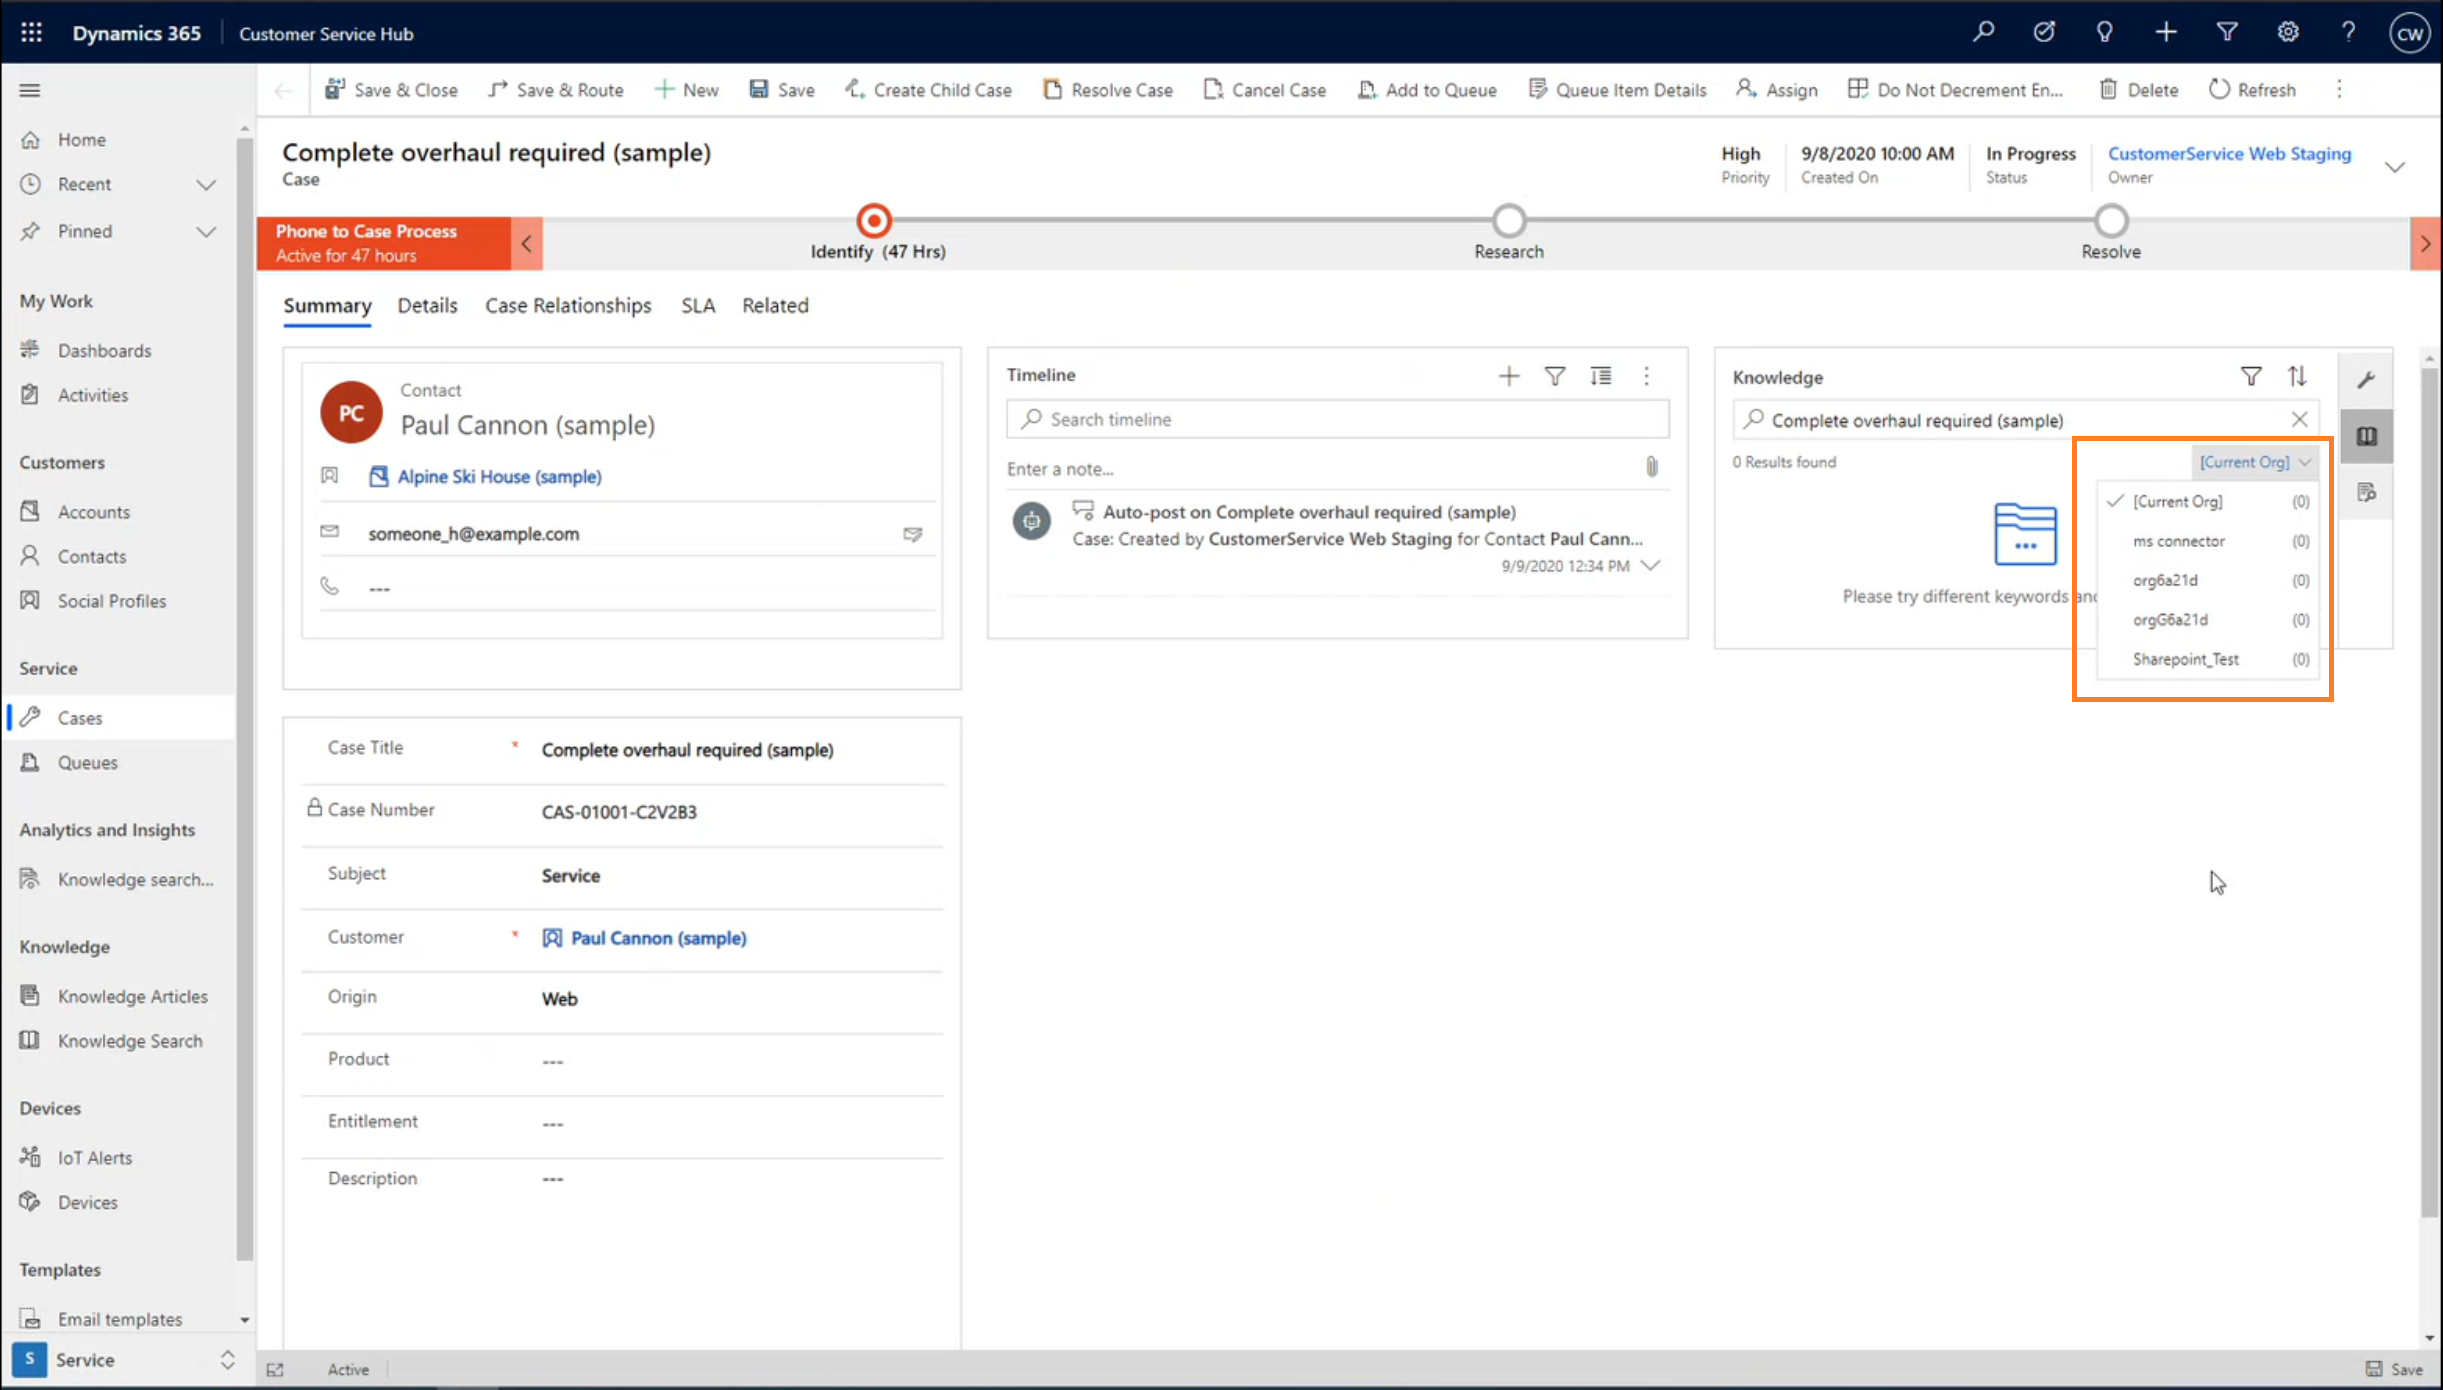 Dynamics 365
Customer Service Hub
CW
Save & Close
Save & Route
New
Save
Create Child Case
Resolve Case
Cancel Case
Add to Queue
Queue Item Details
Assign
Do Not Decrement En...
Delete
Refresh
Home
Recent
Pinned
My Work
Dashboards
Activities
Customers
Accounts
Contacts
Social Profiles
Service
Cases
Queues
Analytics and Insights
Knowledge search...
Knowledge
Knowledge Articles
Knowledge Search
Devices
IoT Alerts
Devices
Templates
Email templates
S Service
Complete overhaul required (sample)
Case
High
Priority
9/8/2020 10:00 AM
Created On
In Progress
Status
CustomerService Web Staging
Owner
Phone to Case Process
Active for 47 hours
Identify (47 Hrs)
Research
Resolve
Summary
Details
Case Relationships
SLA
Related
PC
Contact
Paul Cannon (sample)
Alpine Ski House (sample)
someone_h@example.com
---
Case Title * Complete overhaul required (sample)
Case Number CAS-01001-C2V2B3
Subject Service
Customer * Paul Cannon (sample)
Origin Web
Product ---
Entitlement ---
Description ---
Timeline
Search timeline
Enter a note...
Auto-post on Complete overhaul required (sample)
Case: Created by CustomerService Web Staging for Contact Paul Cann...
9/9/2020 12:34 PM
Knowledge
Complete overhaul required (sample)
0 Results found
[Current Org]
[Current Org] (0)
ms connector (0)
org6a21d (0)
orgG6a21d (0)
Sharepoint_Test (0)
Please try different keywords and
Active
Save